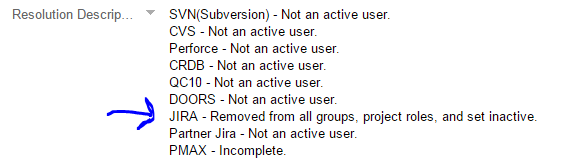 Resolution Descrip...
SVN(Subversion) - Not an active user.
CVS - Not an active user.
Perforce - Not an active user.
CRDB - Not an active user.
QC10 - Not an active user.
DOORS - Not an active user.
JIRA - Removed from all groups, project roles, and set inactive.
Partner Jira - Not an active user.
PMAX - Incomplete.